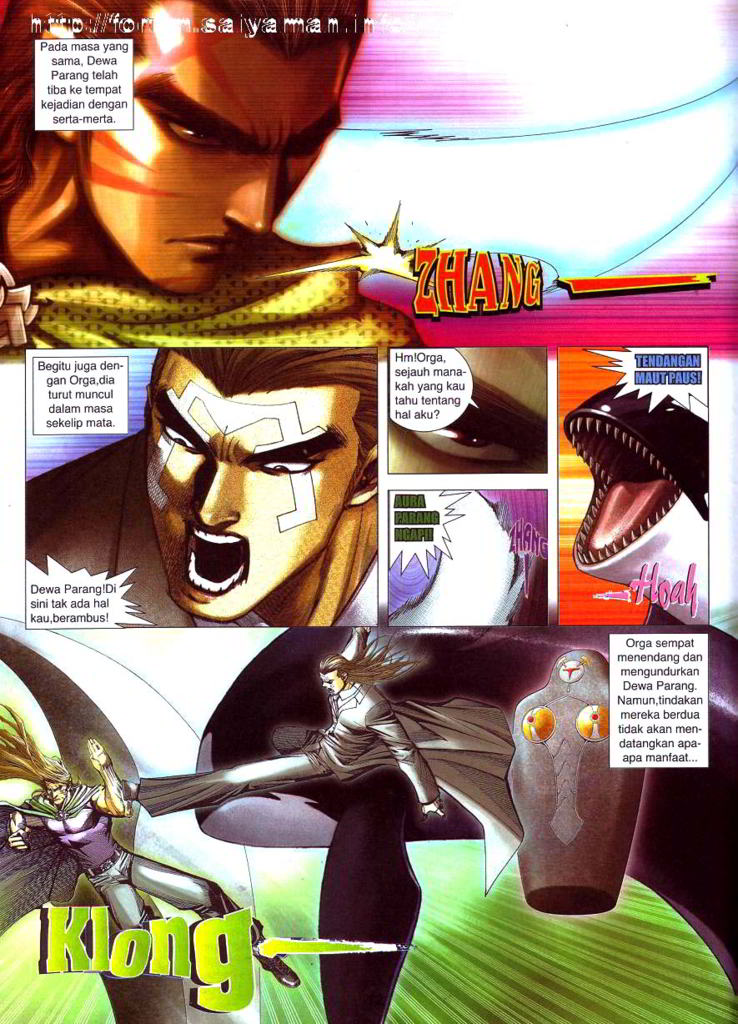 http://forum.saiyaman.info
Pada masa yang
sama, Dewa
Parang telah
tiba ke tempat
kejadian dengan
serta-merta.
ZHANG
Begitu juga den-
gan Orga,dia
turut muncul
dalam masa
sekelip mata.
Dewa Parang!Di
sini tak ada hal
kau,berambus!
Hm!Orga,
sejauh mana-
kah yang kau
tahu tentang
hal aku?
AURA
PARANG
NGAPI!
ZHANG
TENDANGAN
MAUT PAUS!
Hoah
Orga sempat
menendang dan
mengundurkan
Dewa Parang.
Namun,tindakan
mereka berdua
tidak akan men-
datangkan apa-
apa manfaat...
Klong